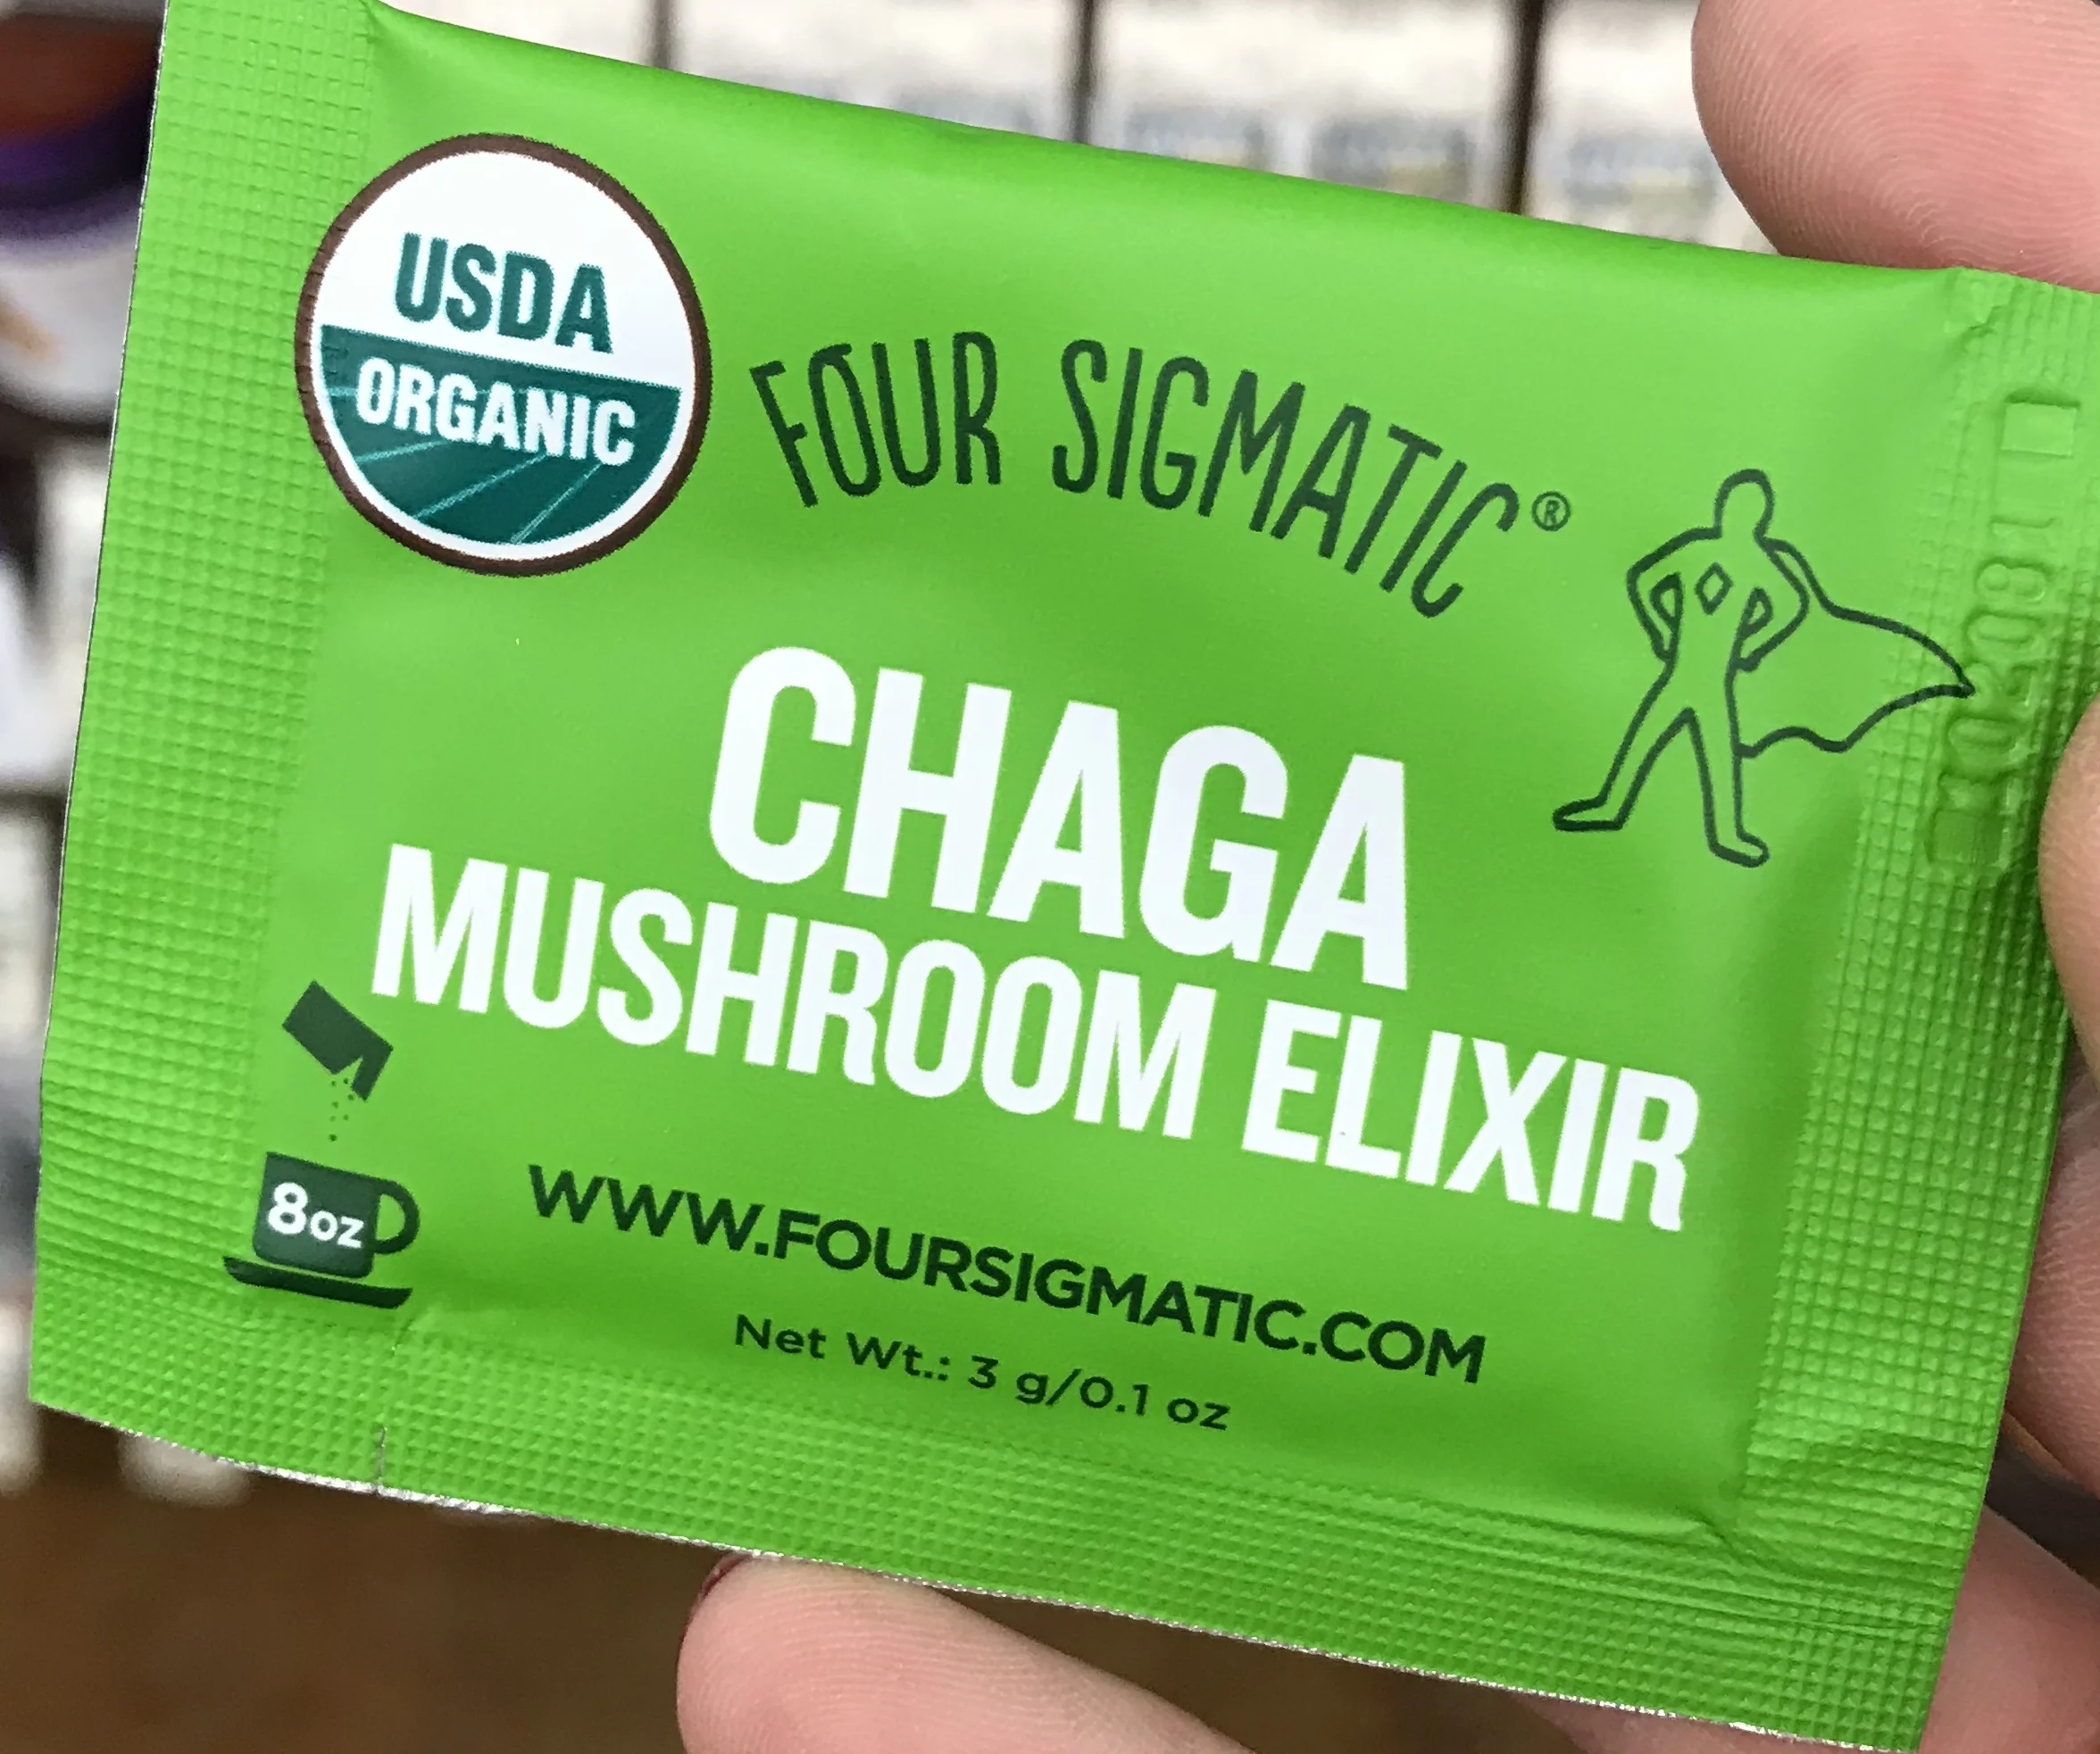 USDA
ORGANIC
FOUR SIGMATIC®
CHAGA
MUSHROOM ELIXIR
8oz
WWW.FOURSIGMATIC.COM
Net Wt.: 3 g/0.1 oz